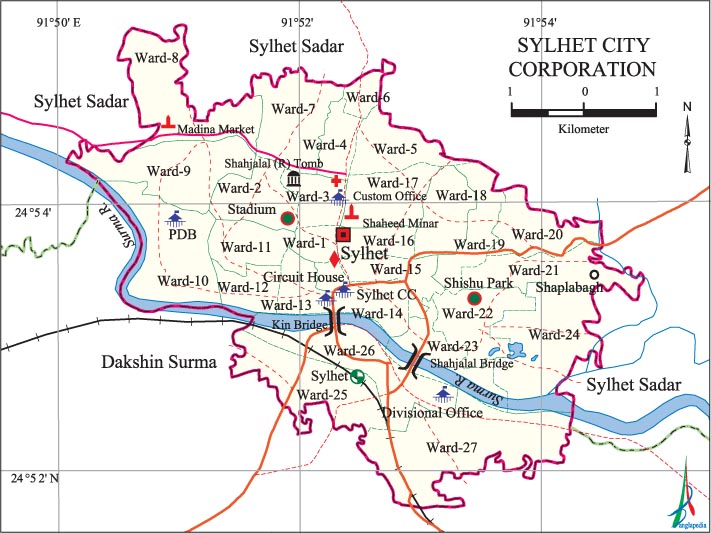 91°50' E
91°52'
91°54'
SYLHET CITY
CORPORATION
1 0 1
Kilometer
N
Sylhet Sadar
Ward-8
Sylhet Sadar
Ward-7
Ward-6
Madina Market
Ward-4
Ward-5
Shahjalal (R) Tomb
Ward-9
Ward-2
Ward-3
Ward-17
Custom Office
Ward-18
24°5 4'
Stadium
Surma R
PDB
Shaheed Minar
Ward-11
Ward-1
Ward-16
Ward-19
Ward-20
Sylhet
Ward-15
Ward-21
Ward-10
Ward-12
Circuit House
Shishu Park
Shaplabagh
Sylhet CC
Ward-13
Ward-14
Ward-22
Kin Bridge
Ward-24
Ward-26
Ward-23
Shahjalal Bridge
Dakshin Surma
Sylhet
Surma R
Sylhet Sadar
Ward-25
Divisional Office
Ward-27
24°5 2' N
Banglapedia